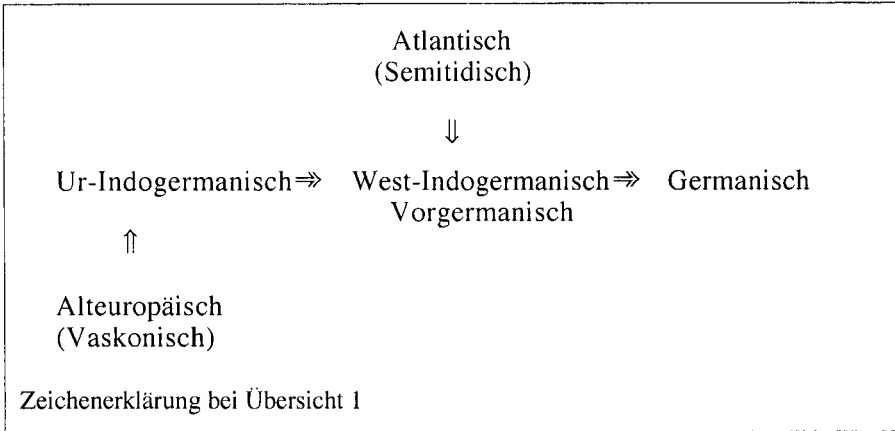 Atlantisch
(Semitidisch)
⇓
Ur-Indogermanisch⇒ West-Indogermanisch⇒ Germanisch
Vorgermanisch
⇑
Alteuropäisch
(Vaskonisch)
Zeichenerklärung bei Übersicht 1